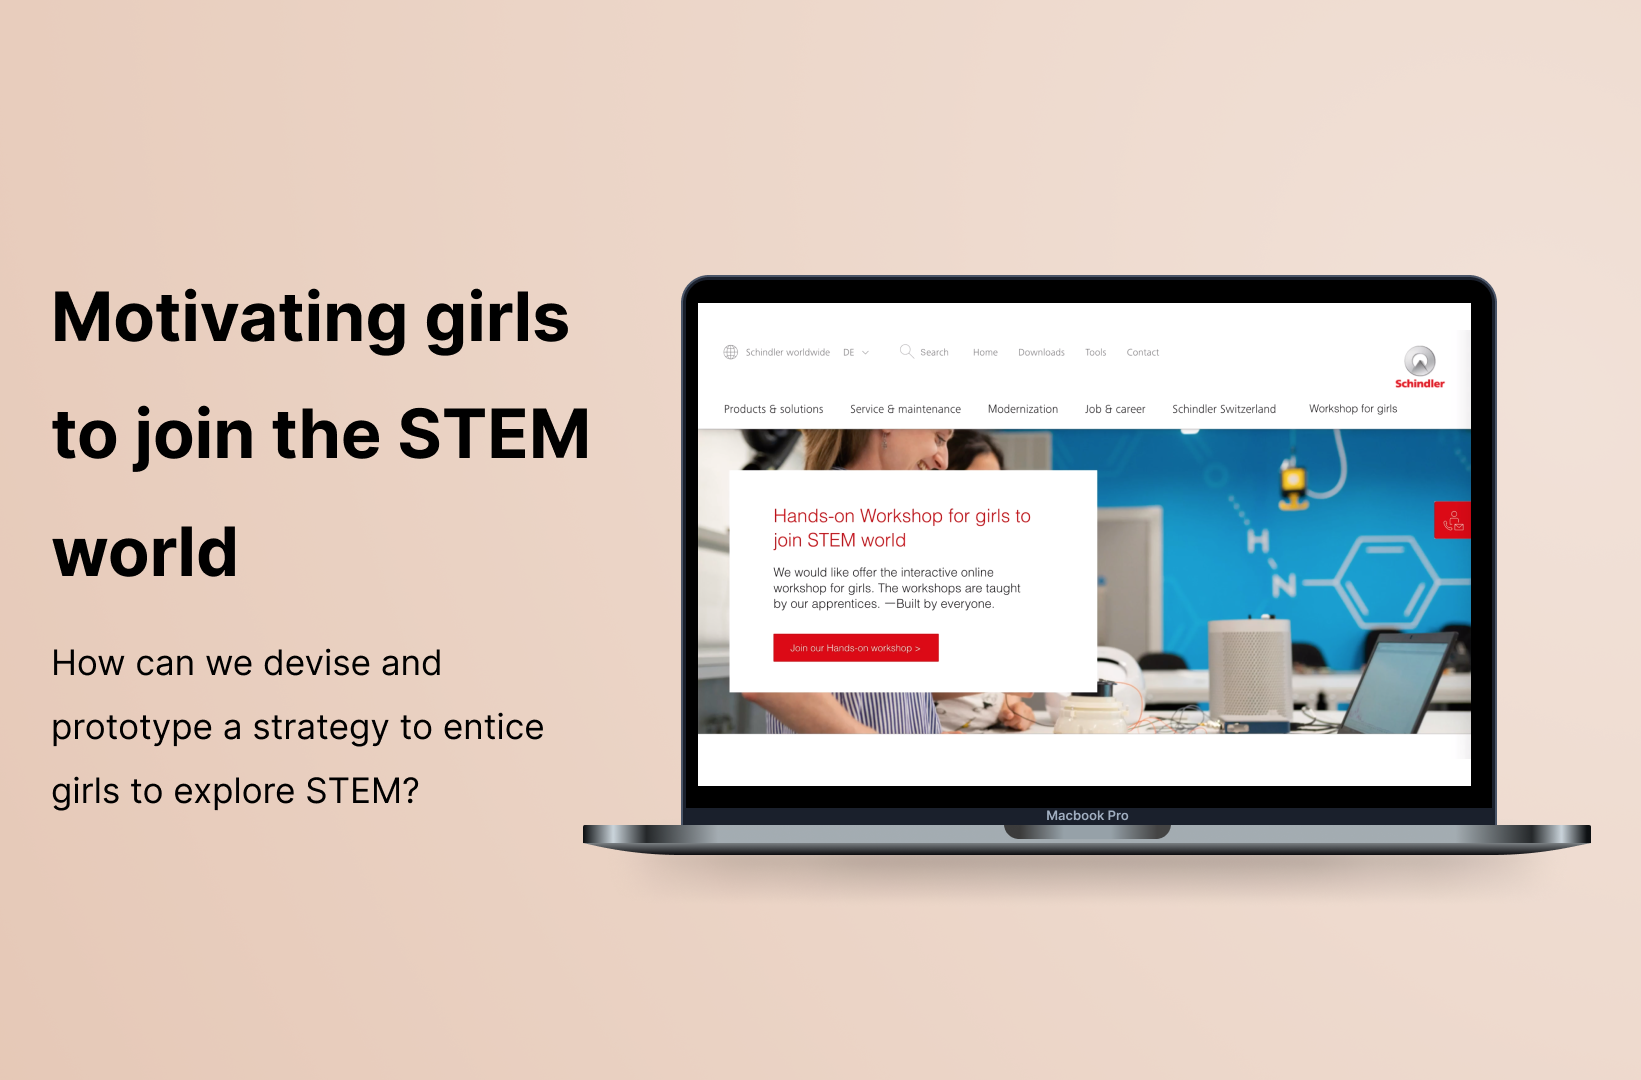 Motivating girls
to join the STEM
world
How can we devise and
prototype a strategy to entice
girls to explore STEM?
Schindler worldwide DE Search Home Downloads Tools Contact
Schindler
Products & solutions Service & maintenance Modernization Job & career Schindler Switzerland Workshop for girls
Hands-on Workshop for girls to
join STEM world
We would like offer the interactive online
workshop for girls. The workshops are taught
by our apprentices. —Built by everyone.
Join our Hands-on workshop >
H
N
Macbook Pro